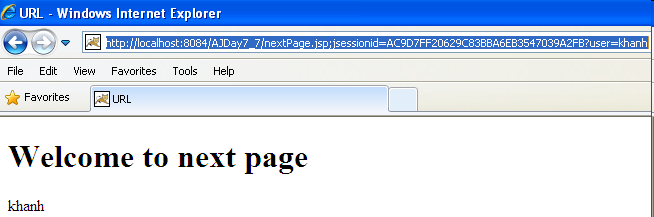 URL - Windows Internet Explorer
http://localhost:8084/AJDay7_7/nextPage.jsp;jsessionid=AC9D7FF20629C83BBA6EB3547039A2FB?user=khanh
File Edit View Favorites Tools Help
Favorites URL
Welcome to next page
khanh